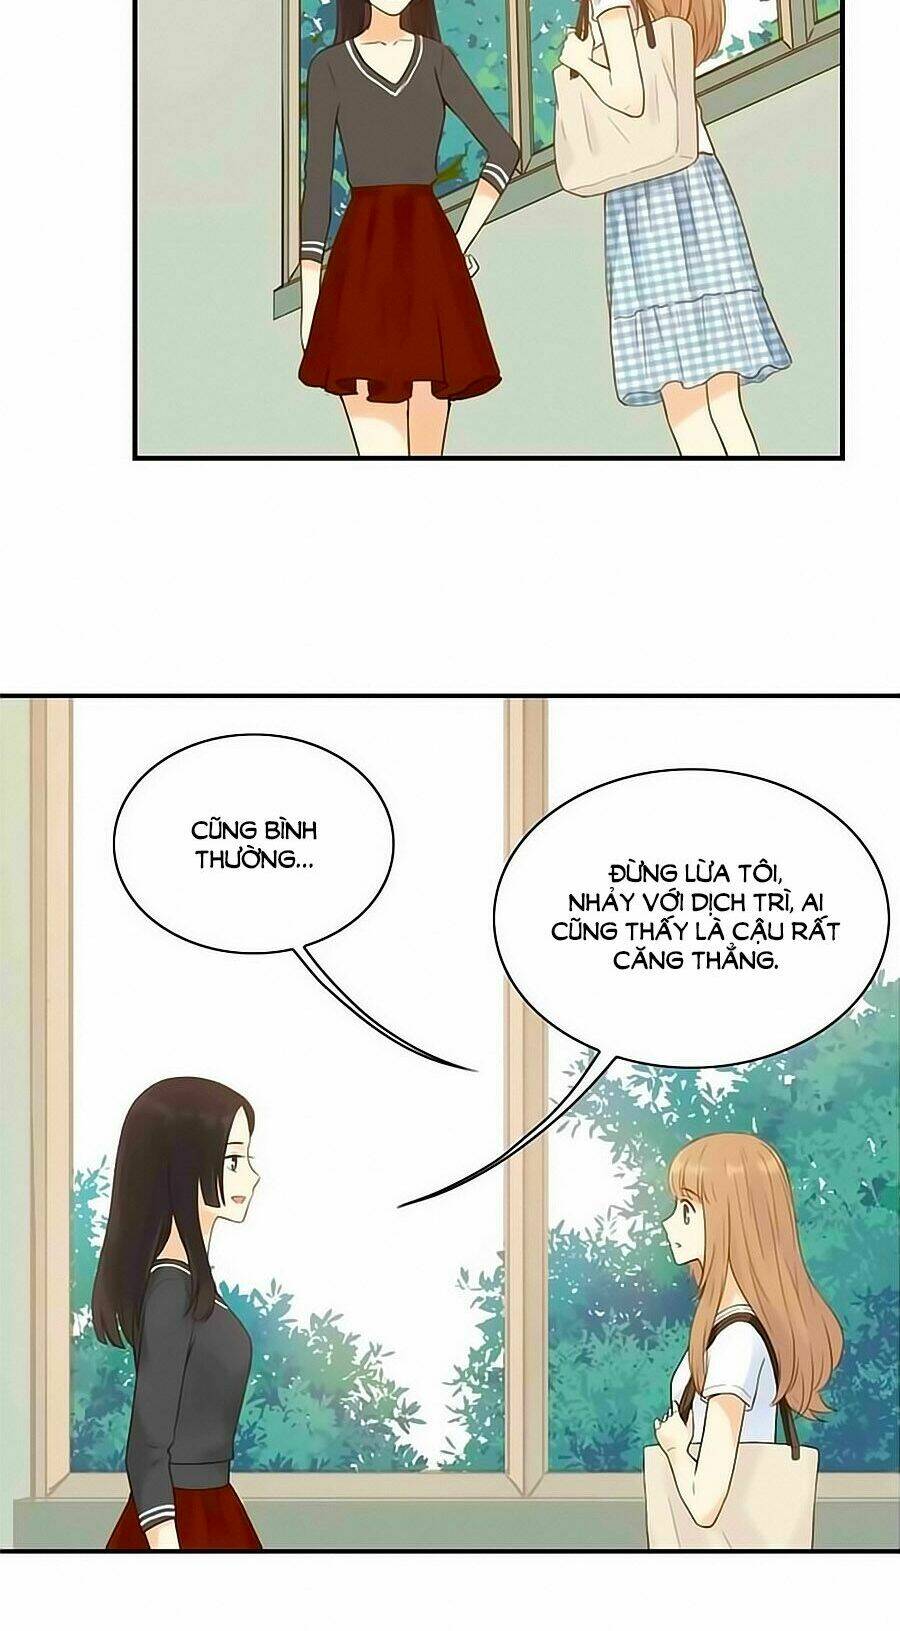 CŨNG BÌNH
THƯỜNG...
ĐỪNG LỪA TÔI,
NHẢY VỚI DỊCH TRÌ, AI
CŨNG THẤY LÀ CẬU RẤT
CĂNG THẲNG.